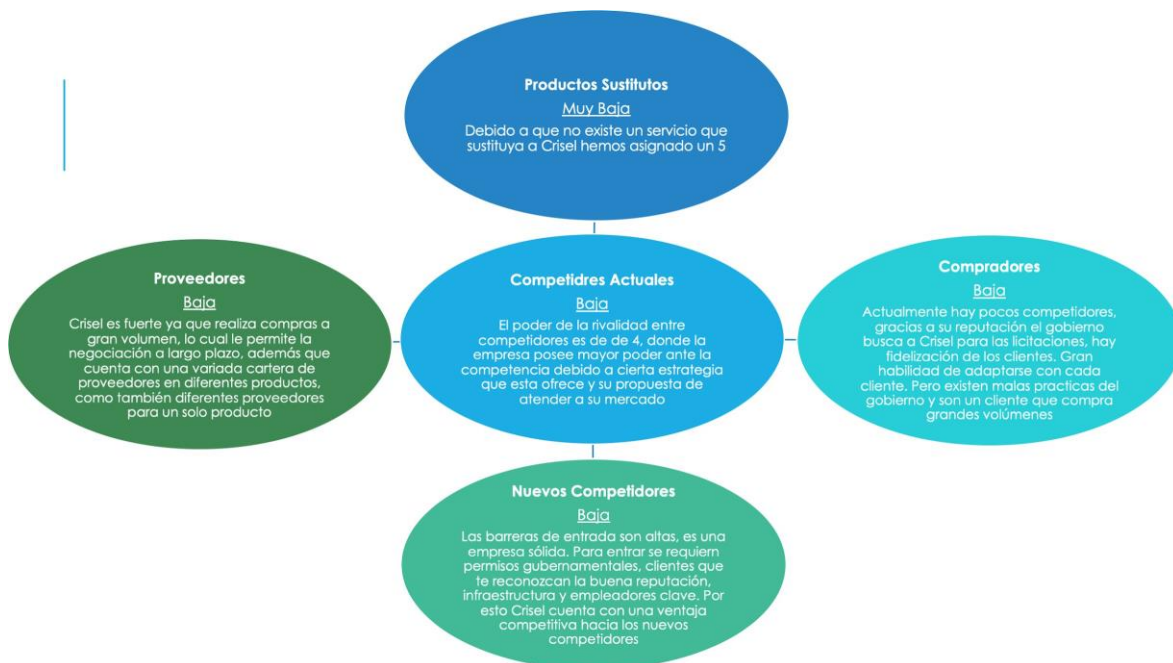 Productos Sustitutos
Muy Baja
Debido a que no existe un servicio que
sustituya a Crisel hemos asignado un 5
Proveedores
Baja
Crisel es fuerte ya que realiza compras a
gran volumen, lo cual le permite la
negociación a largo plazo, además que
cuenta con una variada cartera de
proveedores en diferentes productos,
como también diferentes proveedores
para un solo producto
Competidres Actuales
Baja
El poder de la rivalidad entre
competidores es de de 4, donde la
empresa posee mayor poder ante la
competencia debido a cierta estrategia
que esta ofrece y su propuesta de
atender a su mercado
Compradores
Baja
Actualmente hay pocos competidores,
gracias a su reputación el gobierno
busca a Crisel para las licitaciones, hay
fidelización de los clientes. Gran
habilidad de adaptarse con cada
cliente. Pero existen malas practicas del
gobierno y son un cliente que compra
grandes volúmenes
Nuevos Competidores
Baja
Las barreras de entrada son altas, es una
empresa sólida. Para entrar se requiern
permisos gubernamentales, clientes que
te reconozcan la buena reputación,
infraestructura y empleadores clave. Por
esto Crisel cuenta con una ventaja
competitiva hacia los nuevos
competidores